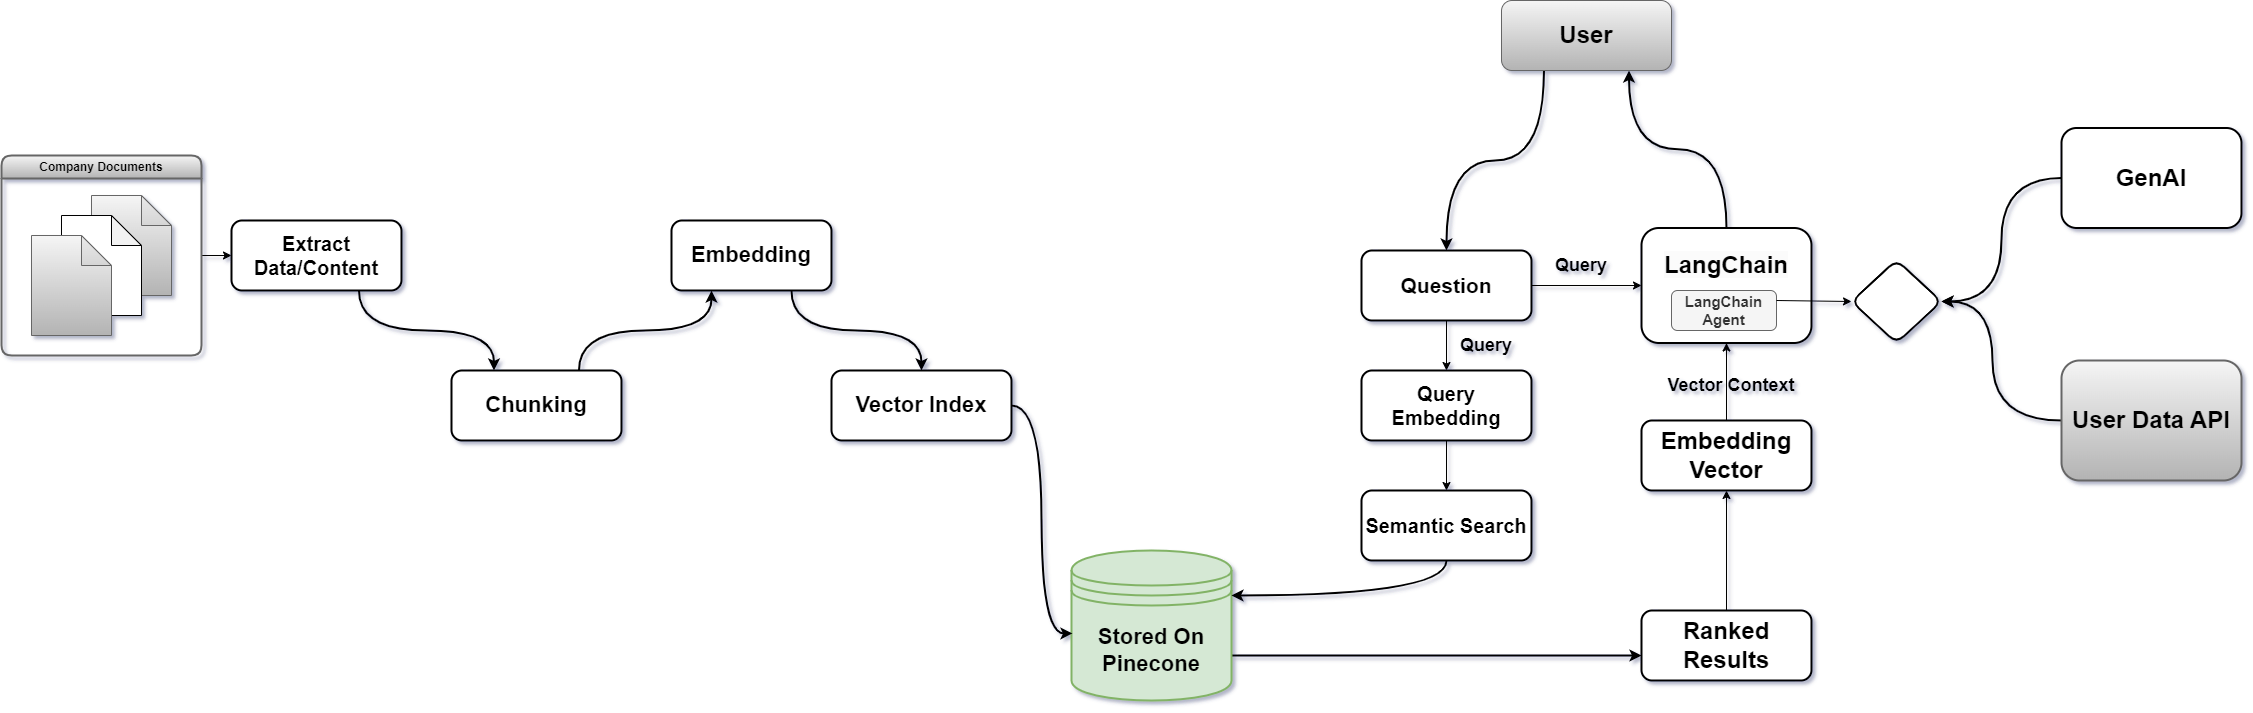 User
Company Documents
Extract
Data/Content
Embedding
Chunking
Vector Index
Stored On
Pinecone
Question
Query
Query
Query
Embedding
Semantic Search
LangChain
LangChain
Agent
Vector Context
Embedding
Vector
Ranked
Results
GenAI
User Data API